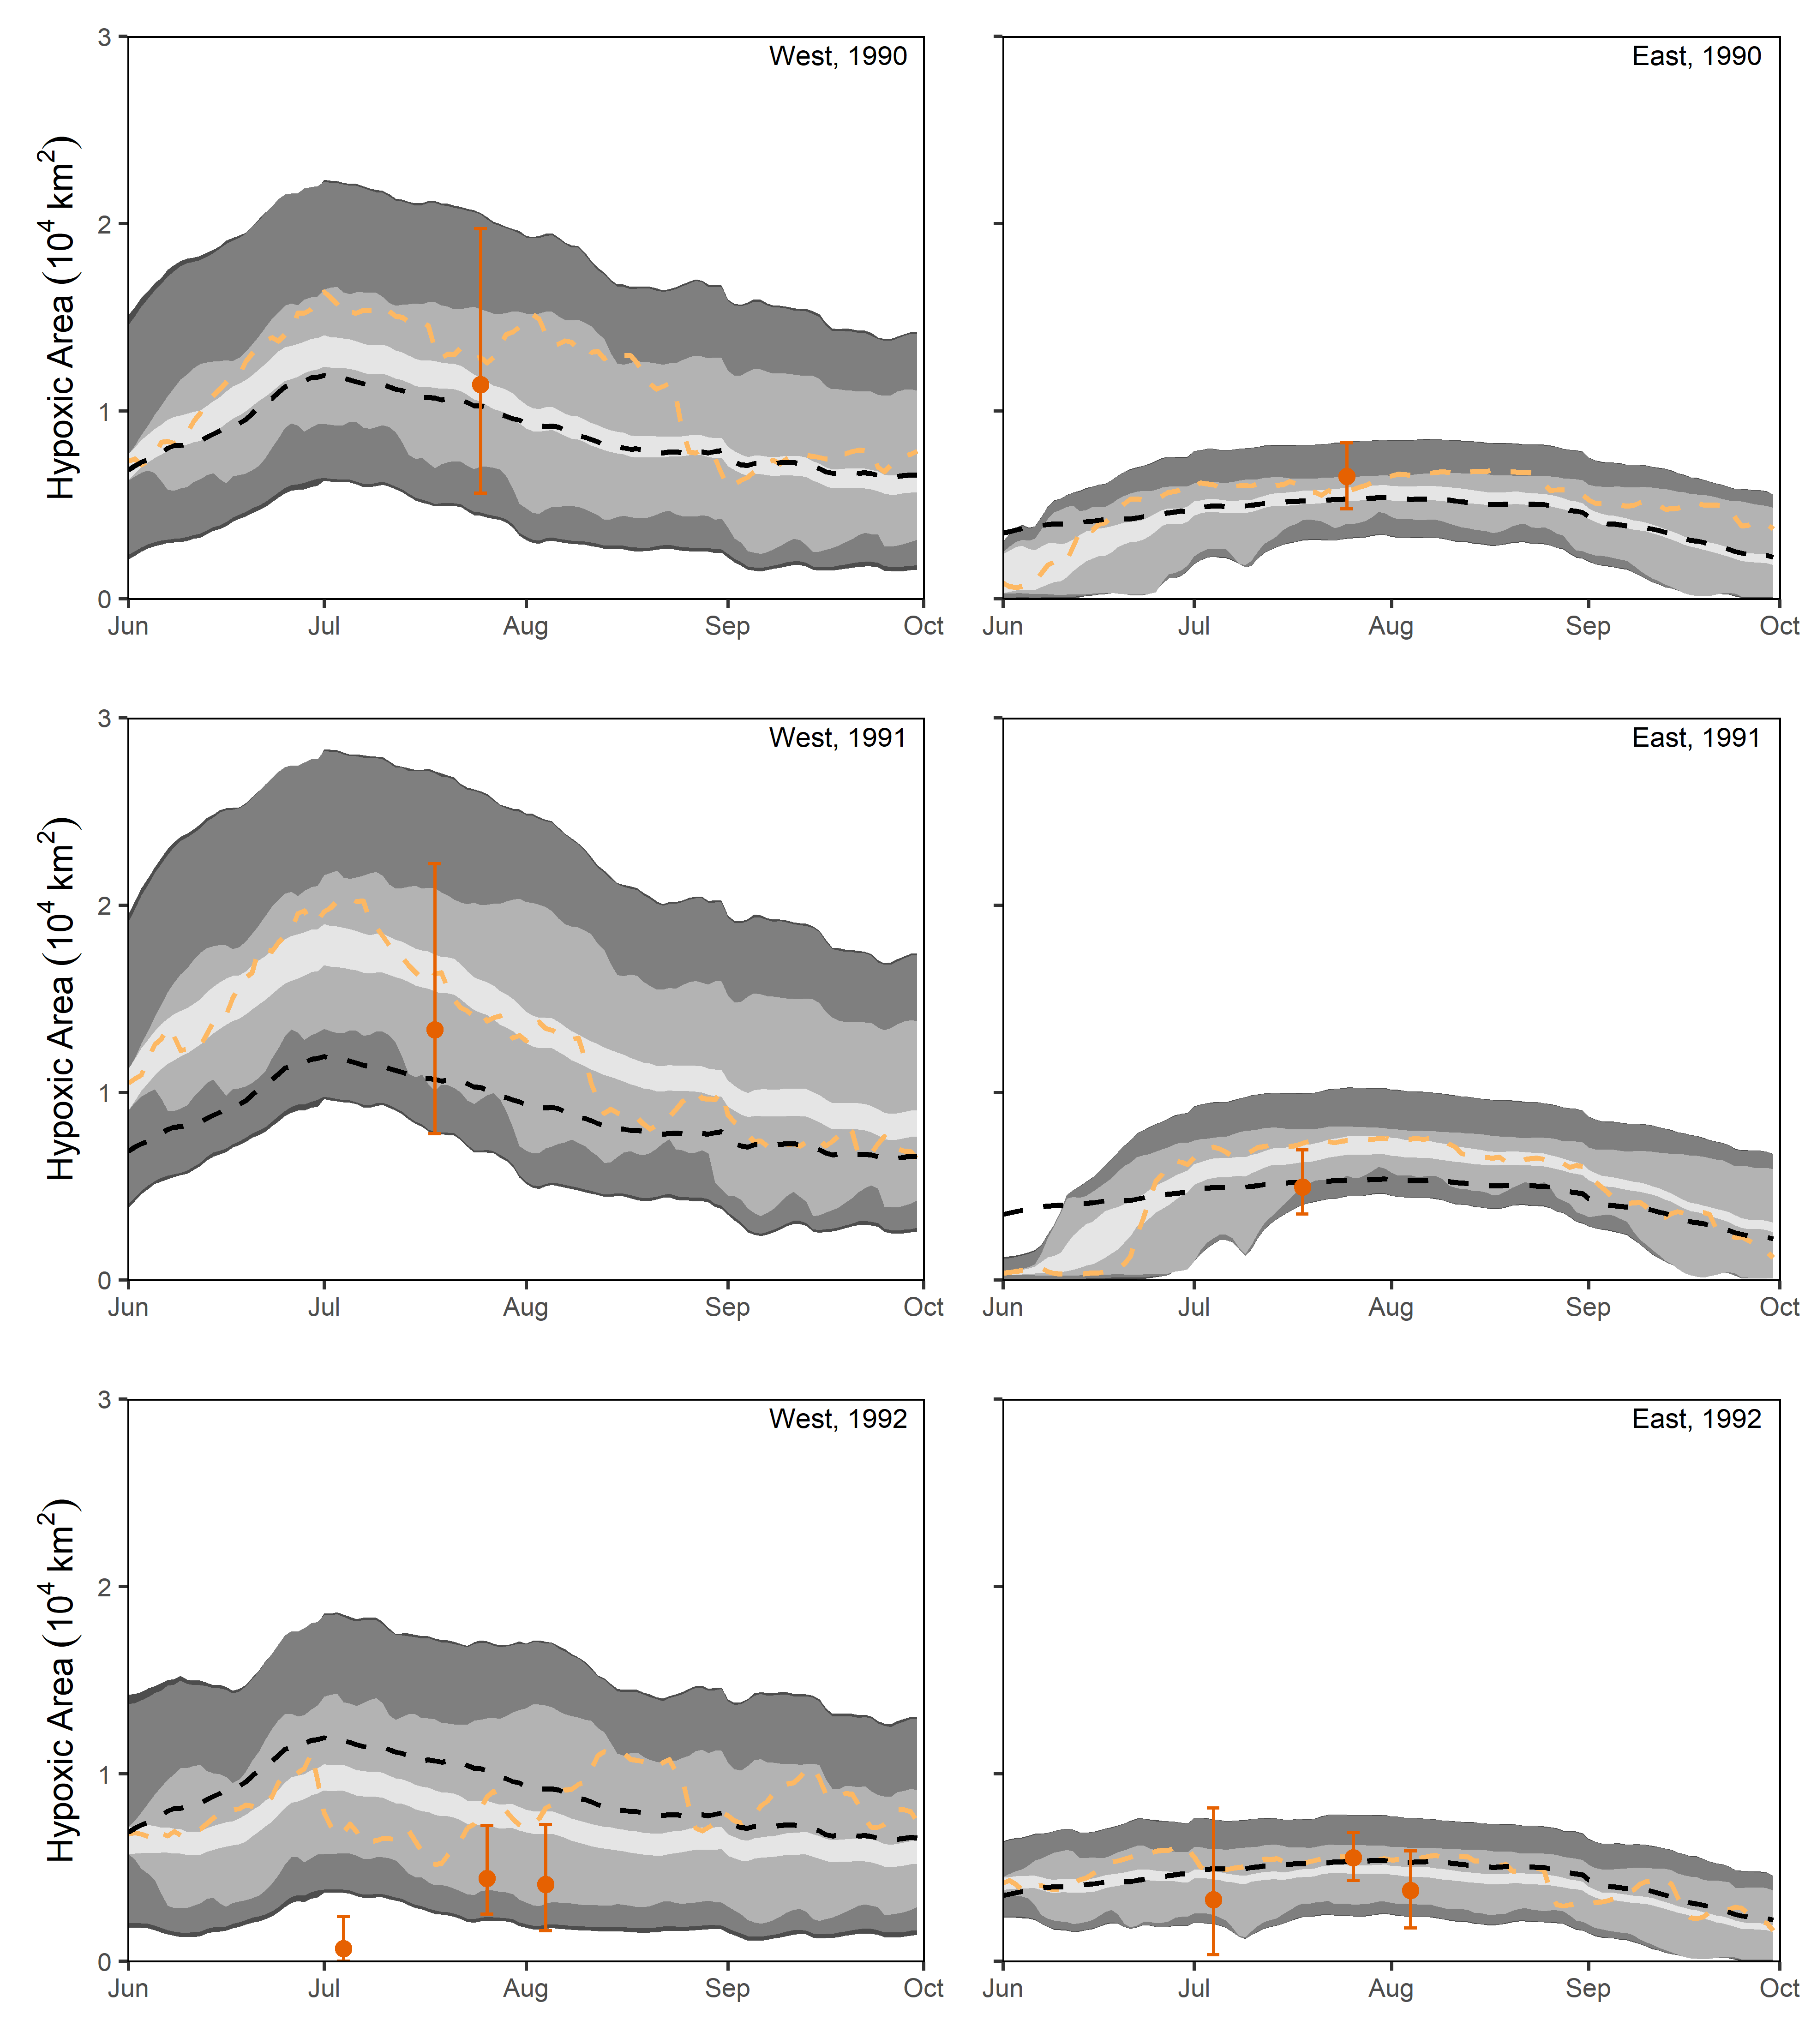 West, 1990
East, 1990
Hypoxic Area (10⁴ km²)
3
2
1
0
Jun Jul Aug Sep Oct
Jun Jul Aug Sep Oct
West, 1991
East, 1991
Hypoxic Area (10⁴ km²)
3
2
1
0
Jun Jul Aug Sep Oct
Jun Jul Aug Sep Oct
West, 1992
East, 1992
Hypoxic Area (10⁴ km²)
3
2
1
0
Jun Jul Aug Sep Oct
Jun Jul Aug Sep Oct